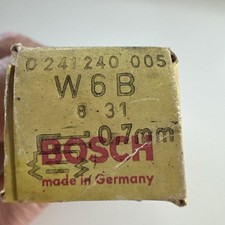 0 241 240 005
W6B
8-31
0,7mm
BOSCH
made in Germany